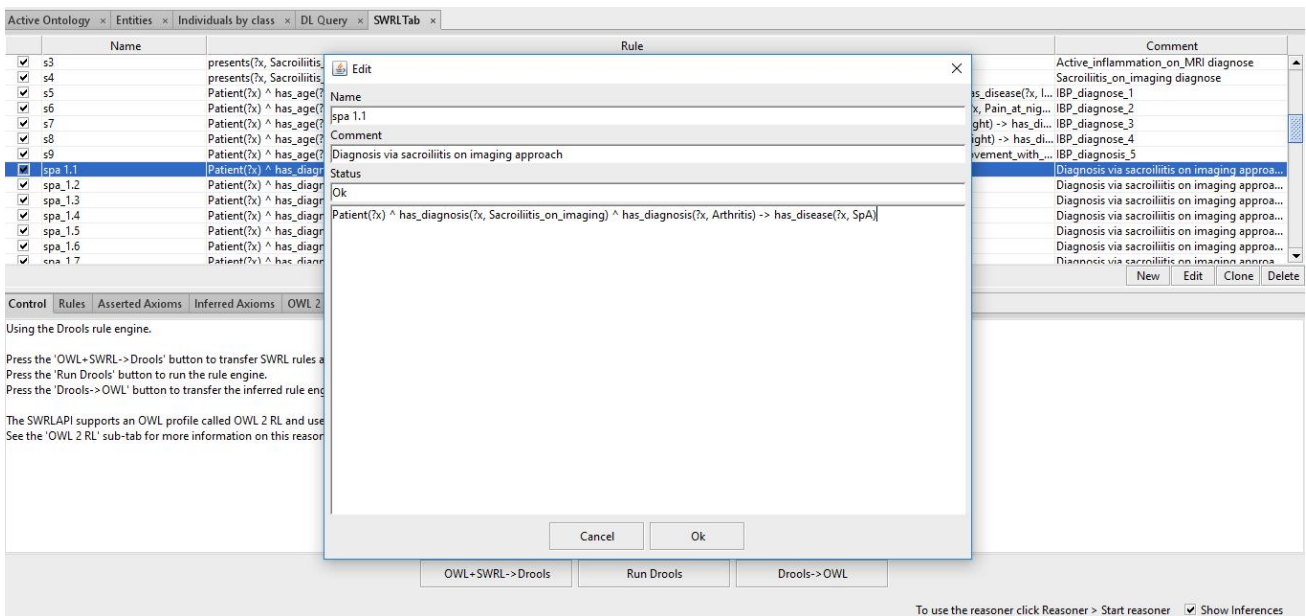 Active Ontology × Entities × Individuals by class × DL Query × SWRLTab ×
Name Rule Comment
s3 presents(?x, Sacroiliitis Active_inflammation_on_MRI diagnose
s4 presents(?x, Sacroiliitis Sacroiliitis_on_imaging diagnose
s5 Patient(?x) ^ has_age(? as_disease(?x, I... IBP_diagnose_1
s6 Patient(?x) ^ has_age(? x, Pain_at_nig... IBP_diagnose_2
s7 Patient(?x) ^ has_age(? ght) -> has_di... IBP_diagnose_3
s8 Patient(?x) ^ has_age(? ight) -> has_di... IBP_diagnose_4
s9 Patient(?x) ^ has_age(? vement_with_... IBP_diagnosis_5
spa 1.1 Patient(?x) ^ has_diagr Diagnosis via sacroiliitis on imaging approa...
spa_1.2 Patient(?x) ^ has_diagr Diagnosis via sacroiliitis on imaging approa...
spa_1.3 Patient(?x) ^ has_diagr Diagnosis via sacroiliitis on imaging approa...
spa_1.4 Patient(?x) ^ has_diagr Diagnosis via sacroiliitis on imaging approa...
spa_1.5 Patient(?x) ^ has_diagr Diagnosis via sacroiliitis on imaging approa...
spa_1.6 Patient(?x) ^ has_diagr Diagnosis via sacroiliitis on imaging approa...
spa_1.7 Patient(?x) ^ has_diagr Diagnosis via sacroiliitis on imaging approa...
New Edit Clone Delete
Edit
Name
spa 1.1
Comment
Diagnosis via sacroiliitis on imaging approach
Status
Ok
Patient(?x) ^ has_diagnosis(?x, Sacroiliitis_on_imaging) ^ has_diagnosis(?x, Arthritis) -> has_disease(?x, SpA)
Cancel Ok
Control Rules Asserted Axioms Inferred Axioms OWL 2
Using the Drools rule engine.
Press the 'OWL+SWRL->Drools' button to transfer SWRL rules a
Press the 'Run Drools' button to run the rule engine.
Press the 'Drools->OWL' button to transfer the inferred rule eng
The SWRLAPI supports an OWL profile called OWL 2 RL and use
See the 'OWL 2 RL' sub-tab for more information on this reasor
OWL+SWRL->Drools Run Drools Drools->OWL
To use the reasoner click Reasoner > Start reasoner Show Inferences